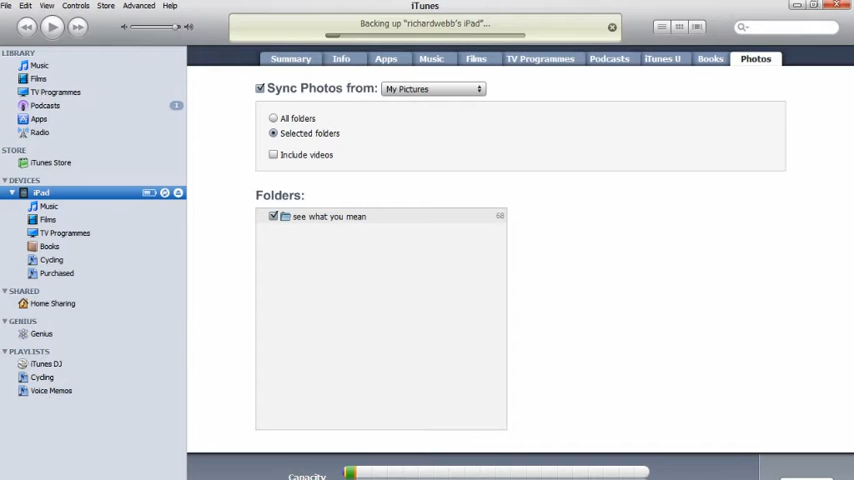 iTunes
File Edit View Controls Store Advanced Help
Backing up "richardwebb's iPad"...
LIBRARY
Music
Films
TV Programmes
Podcasts 1
Apps
Radio
STORE
iTunes Store
DEVICES
iPad
Music
Films
TV Programmes
Books
Cycling
Purchased
SHARED
Home Sharing
GENIUS
Genius
PLAYLISTS
iTunes DJ
Cycling
Voice Memos
Summary Info Apps Music Films TV Programmes Podcasts iTunes U Books Photos
Sync Photos from: My Pictures
All folders
Selected folders
Include videos
Folders:
see what you mean 68
Capacity